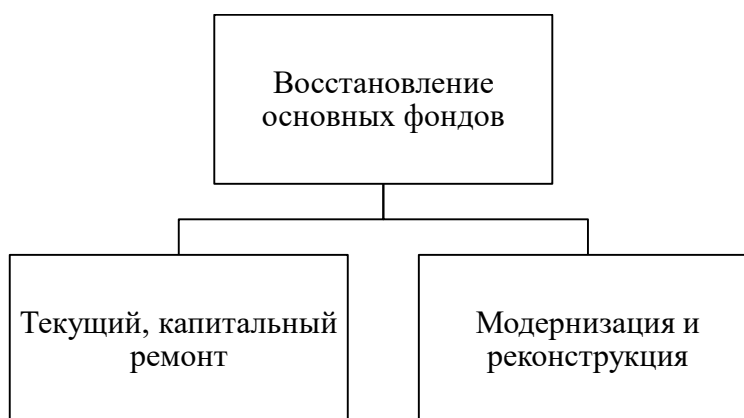 Восстановление
основных фондов
Текущий, капитальный
ремонт
Модернизация и
реконструкция